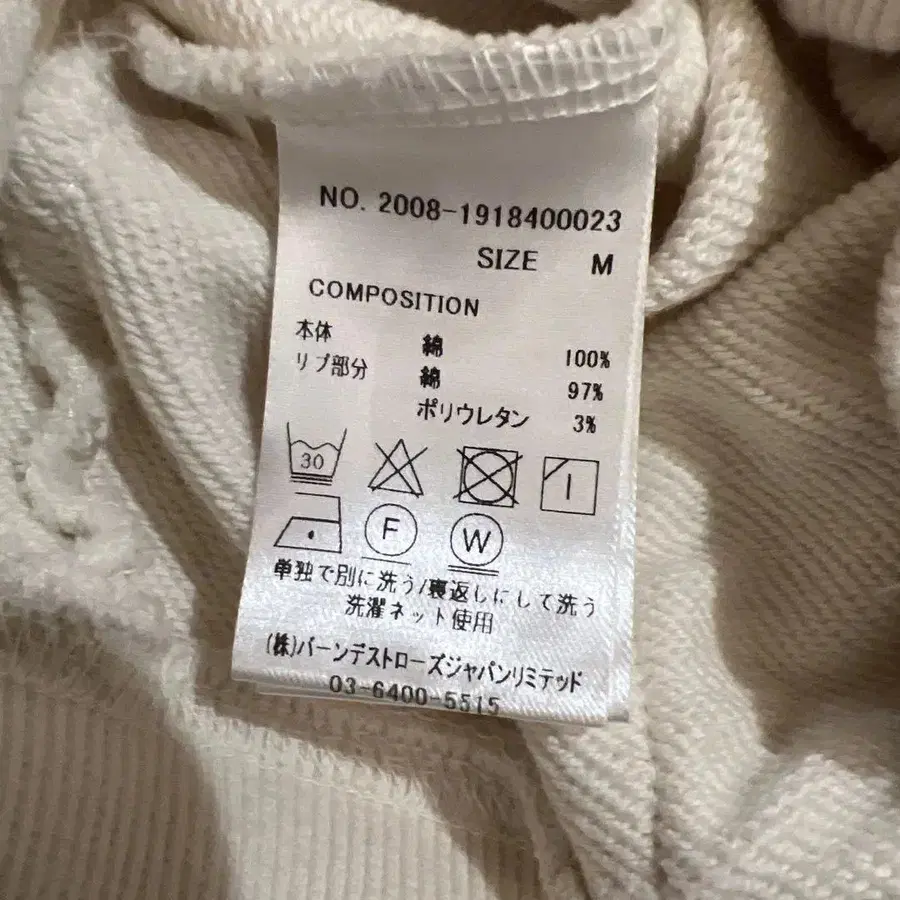 NO. 2008-1918400023
SIZE M
COMPOSITION
本体 綿 100%
リブ部分 綿 97%
ポリウレタン 3%
30
F W
単独で別に洗う/裏返しにして洗う
洗濯ネット使用
(株)バーンデストローズジャパンリミテッド
03-6400-5515